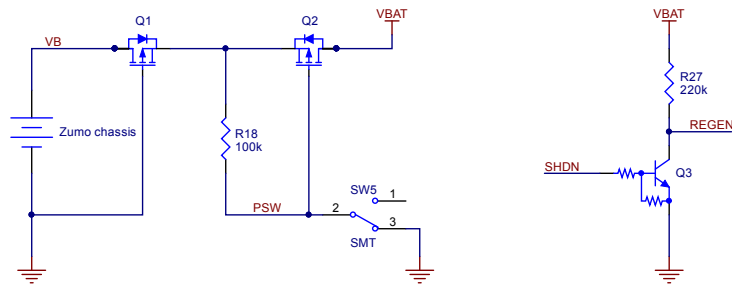 Q1
Q2
VBAT
VBAT
VB
R27
220k
Zumo chassis
R18
100k
REGEN
SHDN
Q3
SW5
1
PSW
2
3
SMT